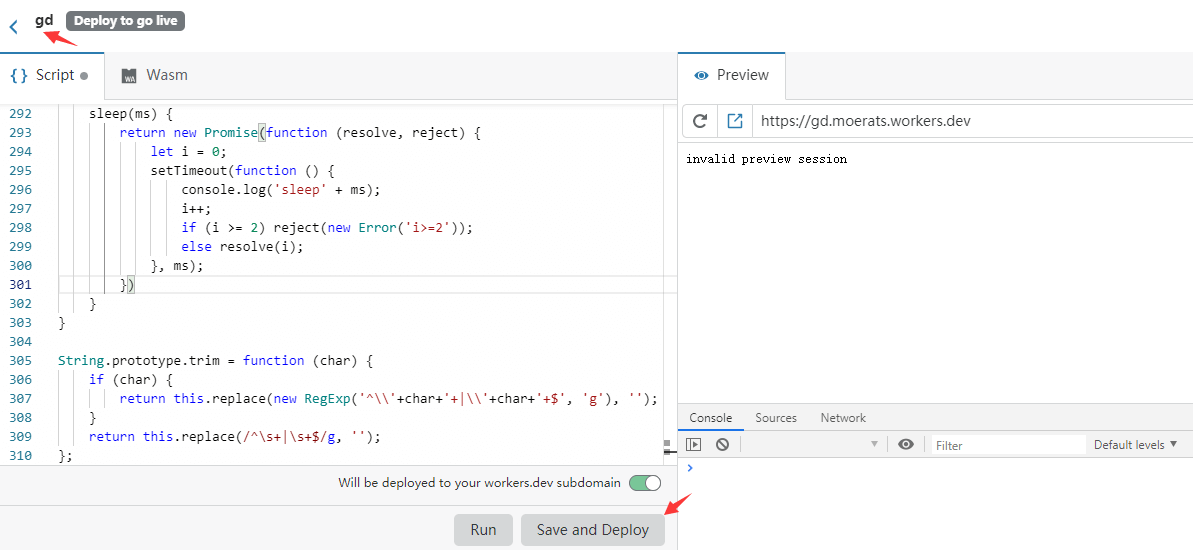 gd Deploy to go live
{} Script Wasm
292 sleep(ms) {
293 return new Promise(function (resolve, reject) {
294 let i = 0;
295 setTimeout(function () {
296 console.log('sleep' + ms);
297 i++;
298 if (i >= 2) reject(new Error('i>=2'));
299 else resolve(i);
300 }, ms);
301 })
302 }
303 }
304
305 String.prototype.trim = function (char) {
306 if (char) {
307 return this.replace(new RegExp('^\\'+char+'+|\\'+char+'+$', 'g'), '');
308 }
309 return this.replace(/^\s+|\s+$/g, '');
310 };
Will be deployed to your workers.dev subdomain
Run Save and Deploy
Preview
https://gd.moerats.workers.dev
invalid preview session
Console Sources Network
Filter Default levels ▼